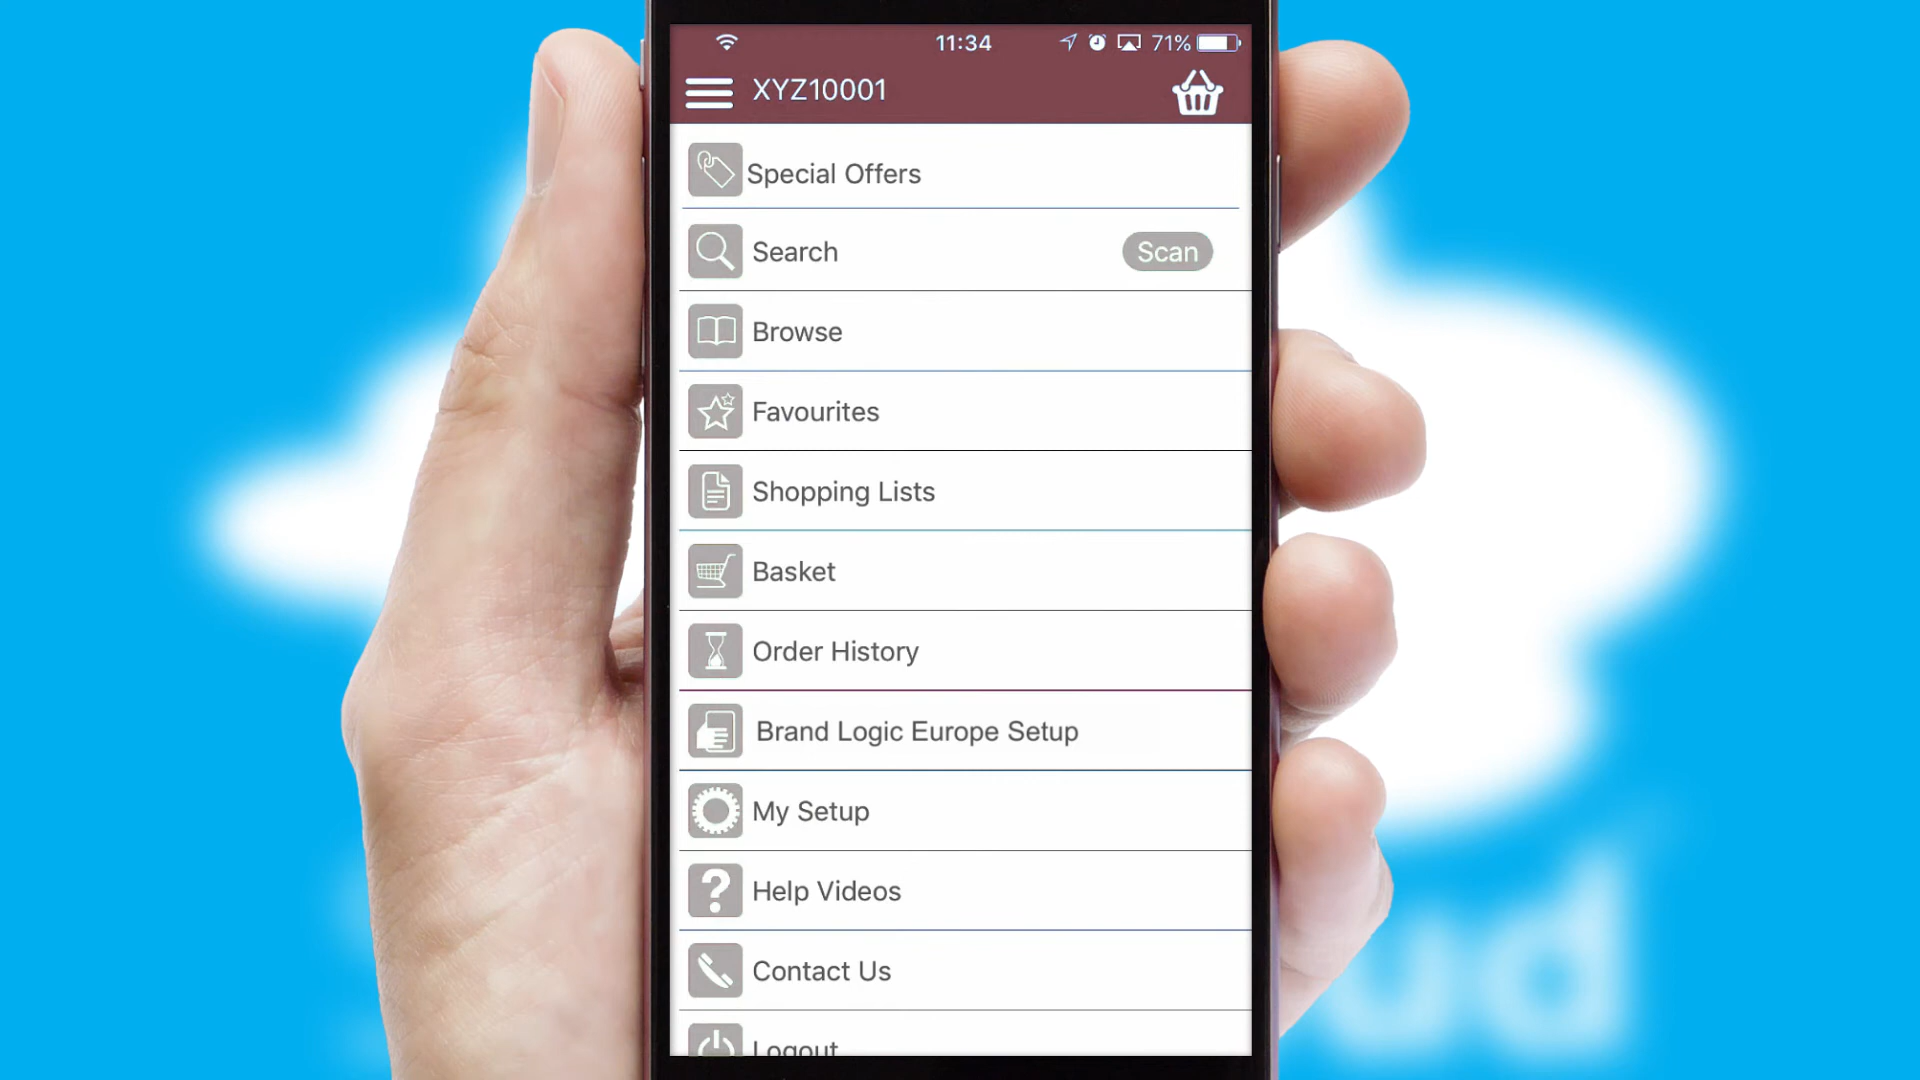 11:34 71%
XYZ10001
Special Offers
Search Scan
Browse
Favourites
Shopping Lists
Basket
Order History
Brand Logic Europe Setup
My Setup
Help Videos
Contact Us
Logout
ud